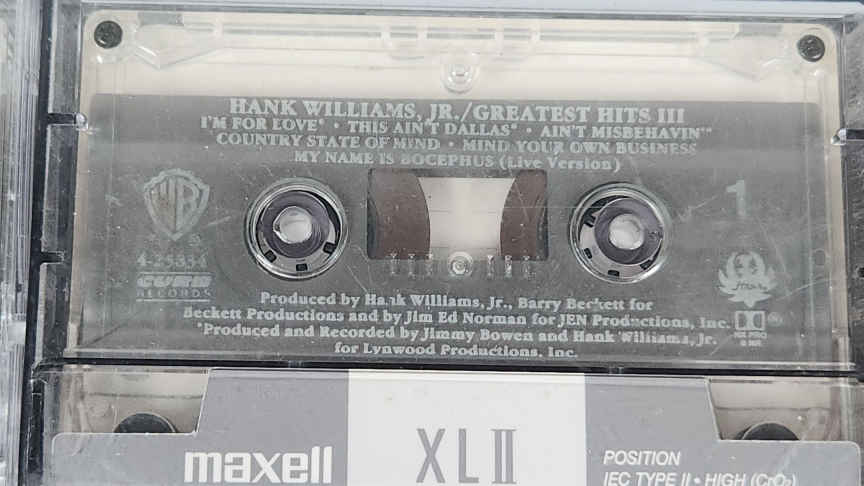 HANK WILLIAMS, JR./GREATEST HITS III
I'M FOR LOVE* • THIS AIN'T DALLAS* • AIN'T MISBEHAVIN'*
COUNTRY STATE OF MIND • MIND YOUR OWN BUSINESS
MY NAME IS BOCEPHUS (Live Version)
WB
1
4-25834
CURB
RECORDS
Produced by Hank Williams, Jr., Barry Beckett for
Beckett Productions and by Jim Ed Norman for JEN Productions, Inc.
*Produced and Recorded by Jimmy Bowen and Hank Williams, Jr.
for Lynwood Productions, Inc.
maxell
XLII
POSITION
IEC TYPE II • HIGH (CrO2)